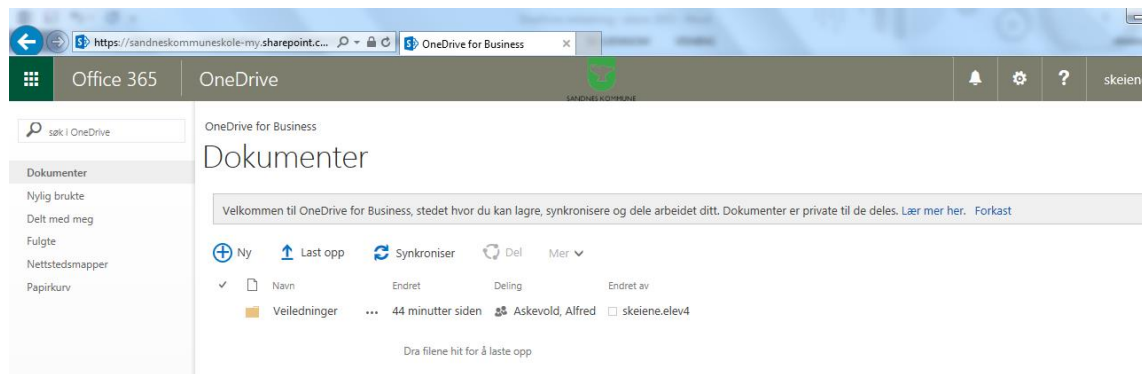 https://sandneskommuneskole-my.sharepoint.c...
OneDrive for Business
Office 365
OneDrive
SANDNES KOMMUNE
?
skeien
søk i OneDrive
Dokumenter
Nylig brukte
Delt med meg
Fulgte
Nettstedsmapper
Papirkurv
OneDrive for Business
Dokumenter
Velkommen til OneDrive for Business, stedet hvor du kan lagre, synkronisere og dele arbeidet ditt. Dokumenter er private til de deles. Lær mer her. Forkast
Ny Last opp Synkroniser Del Mer
Navn Endret Deling Endret av
Veiledninger ... 44 minutter siden Askevold, Alfred skeiene.elev4
Dra filene hit for å laste opp